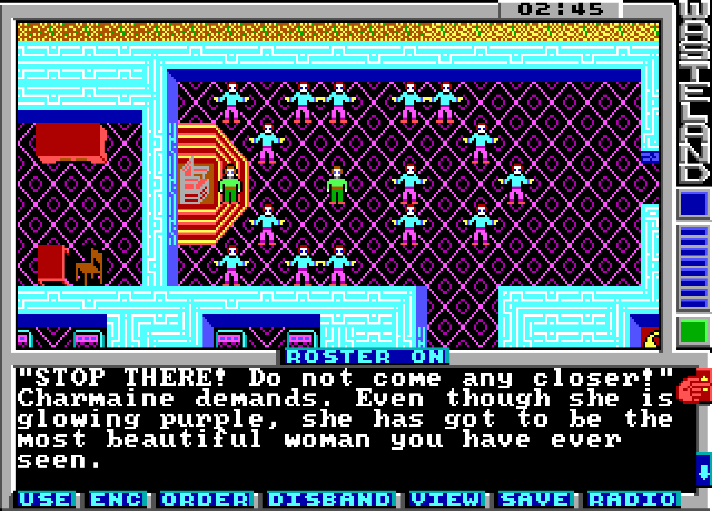 02:45
WASTELAND
ROSTER ON
"STOP THERE! Do not come any closer!"
Charmaine demands. Even though she is
glowing purple, she has got to be the
most beautiful woman you have ever
seen.
USE ENC ORDER DISBAND VIEW SAVE RADIO